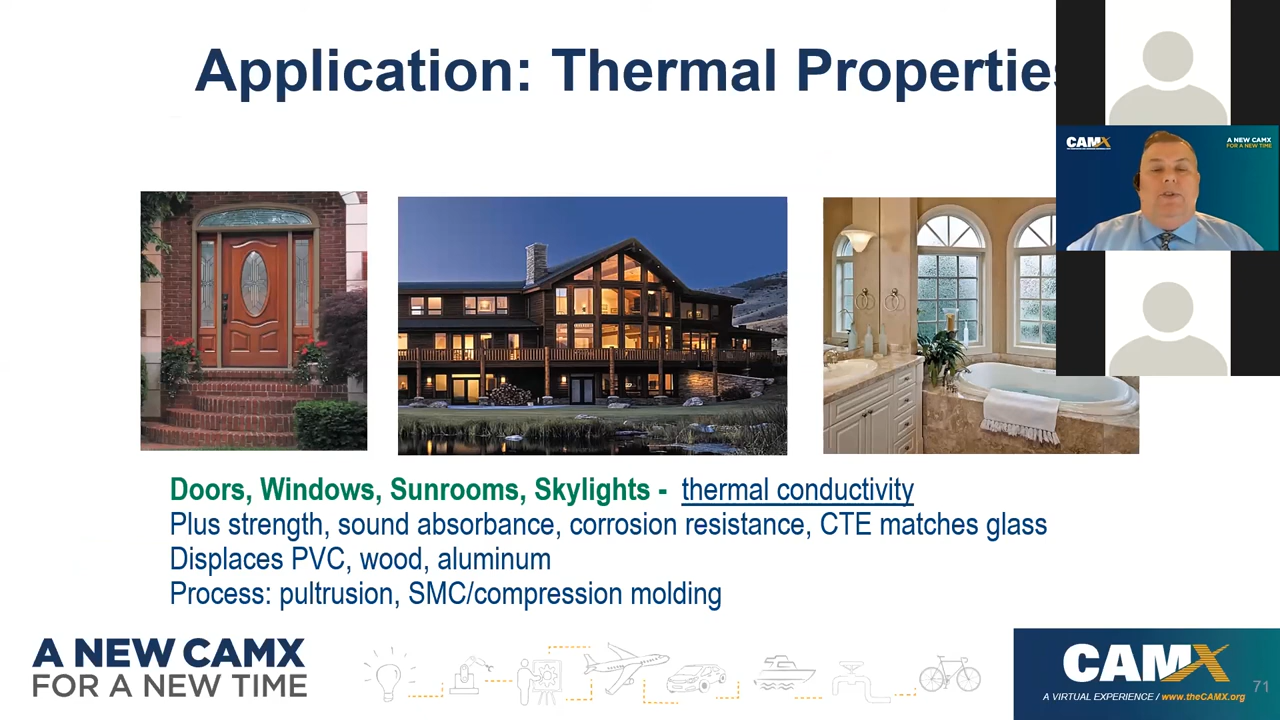 Application: Thermal Properties
CAMX
A NEW CAMX
FOR A NEW TIME
Doors, Windows, Sunrooms, Skylights - thermal conductivity
Plus strength, sound absorbance, corrosion resistance, CTE matches glass
Displaces PVC, wood, aluminum
Process: pultrusion, SMC/compression molding
A NEW CAMX
FOR A NEW TIME
CAMX
A VIRTUAL EXPERIENCE / www.theCAMX.org
71